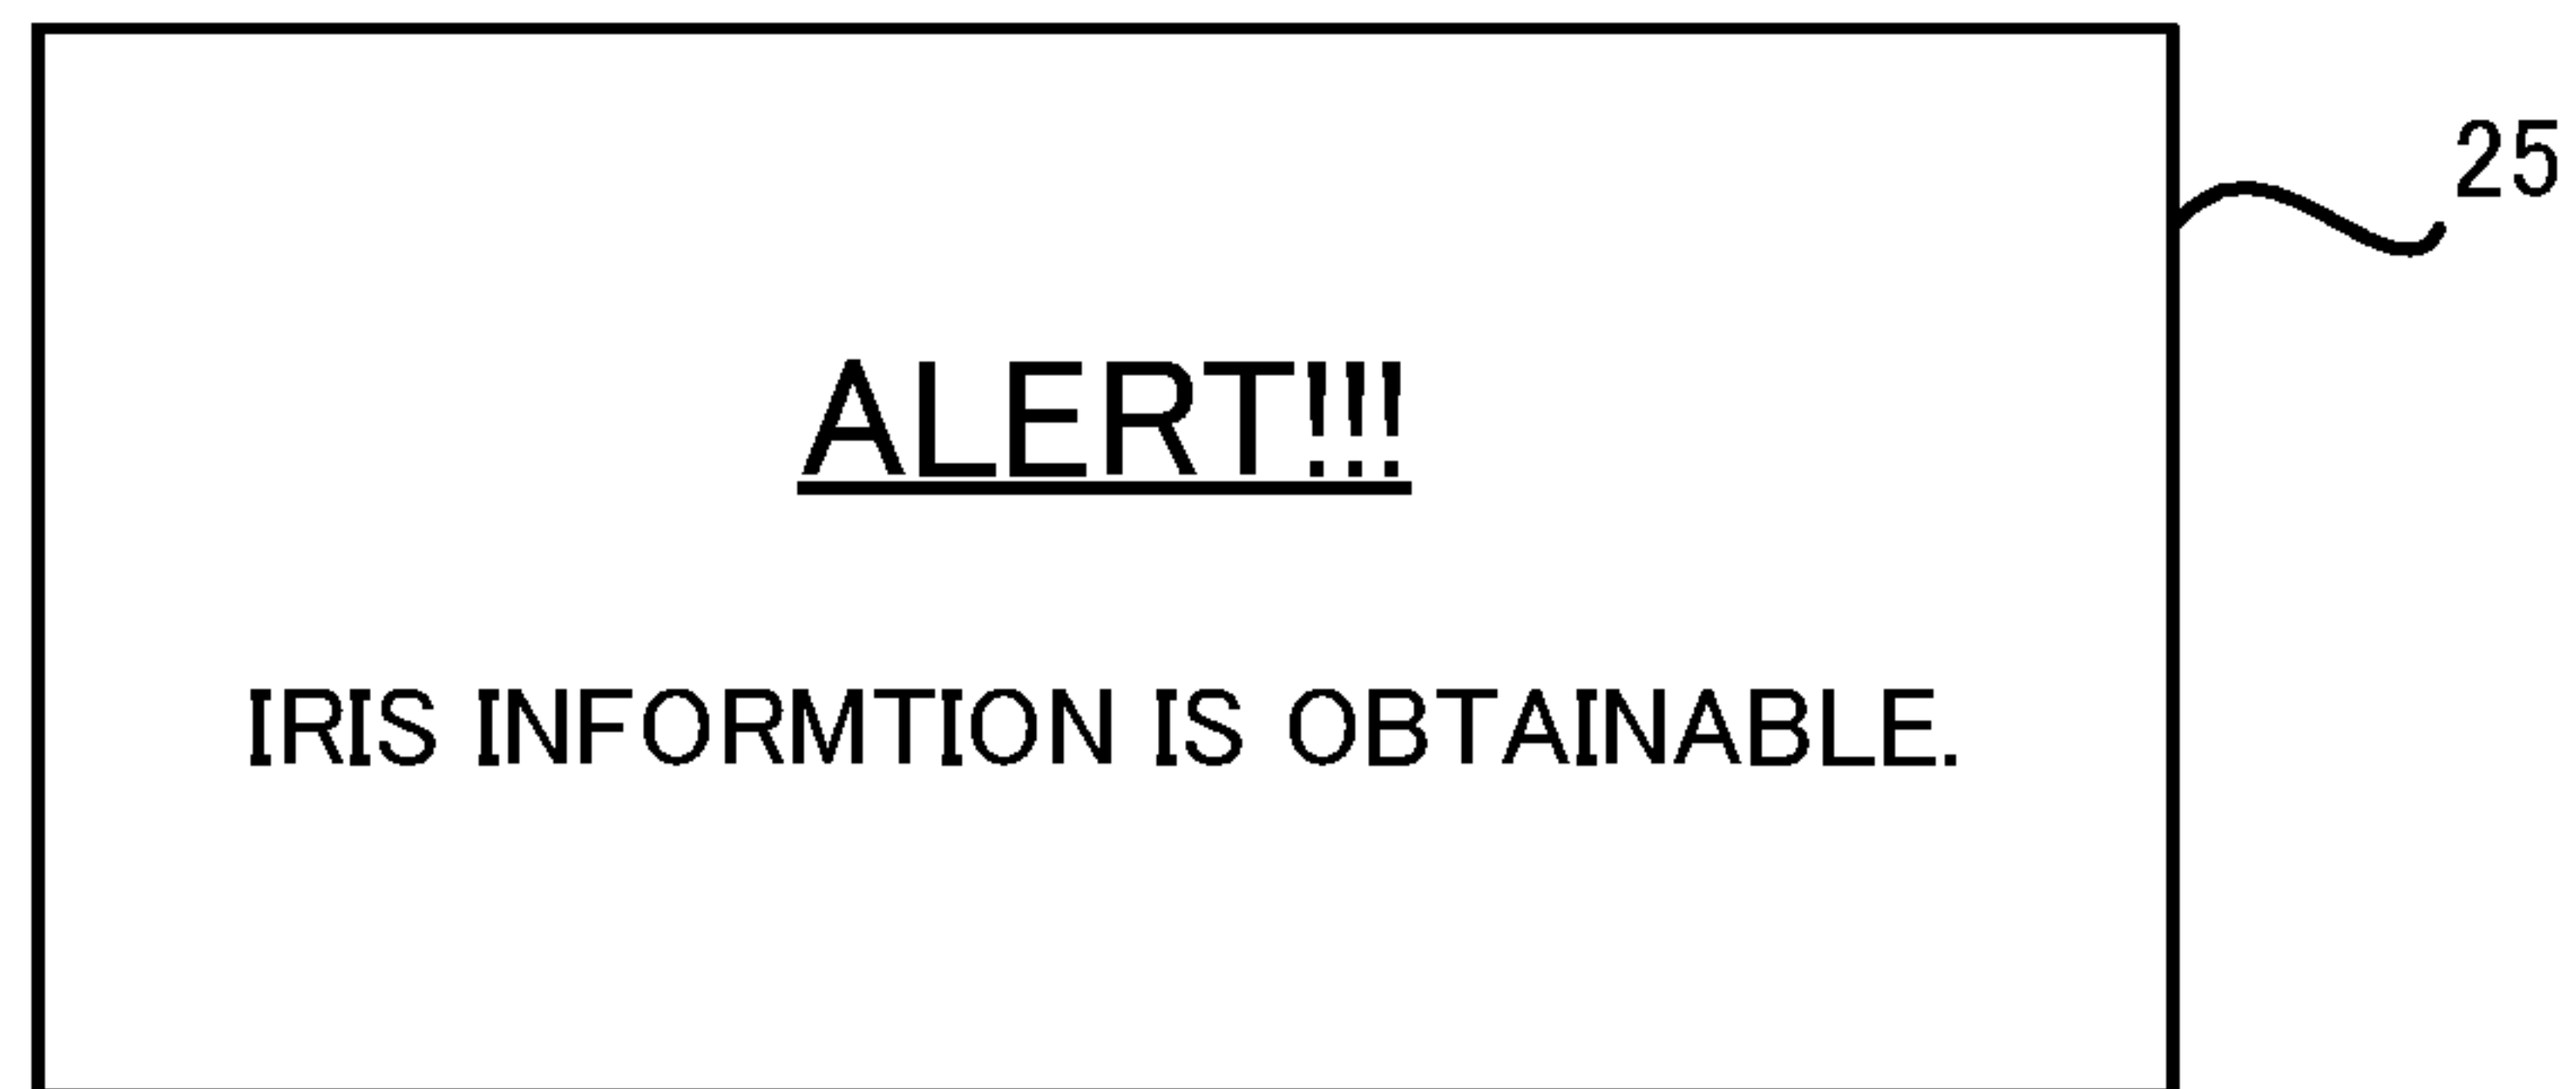 25
ALERT!!!
IRIS INFORMTION IS OBTAINABLE.